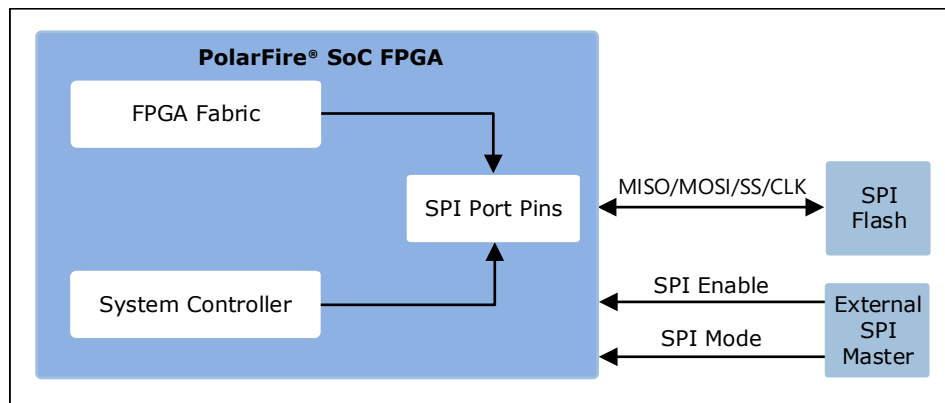 PolarFire® SoC FPGA
FPGA Fabric
SPI Port Pins
System Controller
MISO/MOSI/SS/CLK
SPI
Flash
SPI Enable
SPI Mode
External
SPI
Master